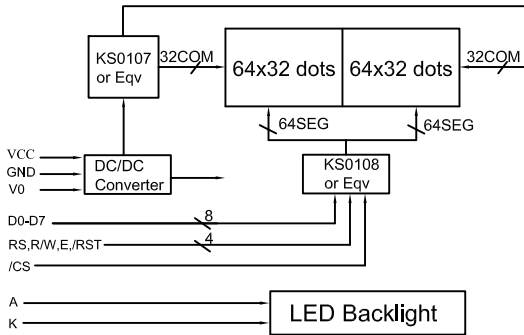 KS0107
or Eqv
32COM
64x32 dots
64x32 dots
32COM
64SEG
64SEG
VCC
GND
V0
DC/DC
Converter
KS0108
or Eqv
D0-D7
8
RS,R/W,E,/RST
4
/CS
A
K
LED Backlight